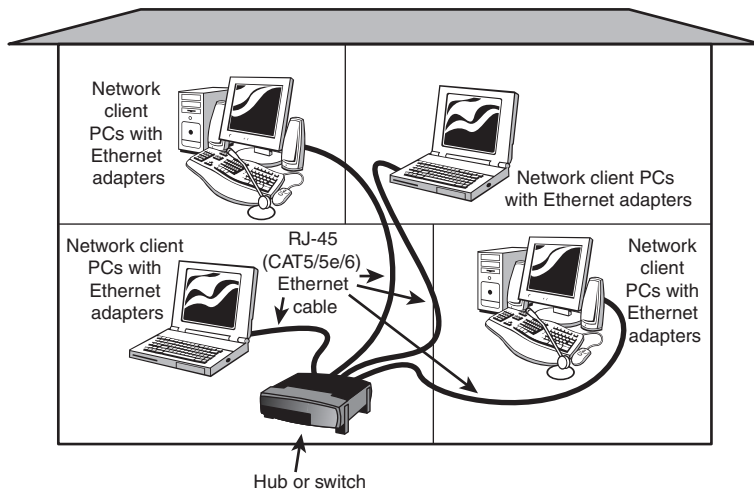 Network
client
PCs with
Ethernet
adapters
Network client PCs
with Ethernet adapters
Network client
PCs with
Ethernet
adapters
RJ-45
(CAT5/5e/6)
Ethernet
cable
Network
client
PCs with
Ethernet
adapters
Hub or switch